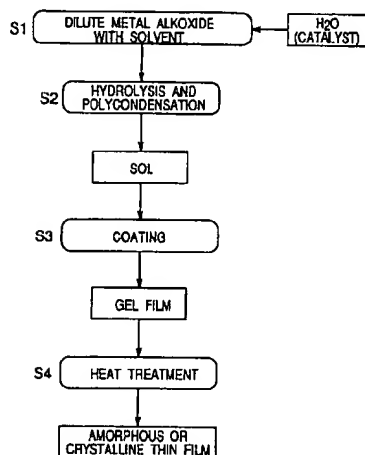 S1
DILUTE METAL ALKOXIDE
WITH SOLVENT
H2O
(CATALYST)
S2
HYDROLYSIS AND
POLYCONDENSATION
SOL
S3
COATING
GEL FILM
S4
HEAT TREATMENT
AMORPHOUS OR
CRYSTALLINE THIN FILM